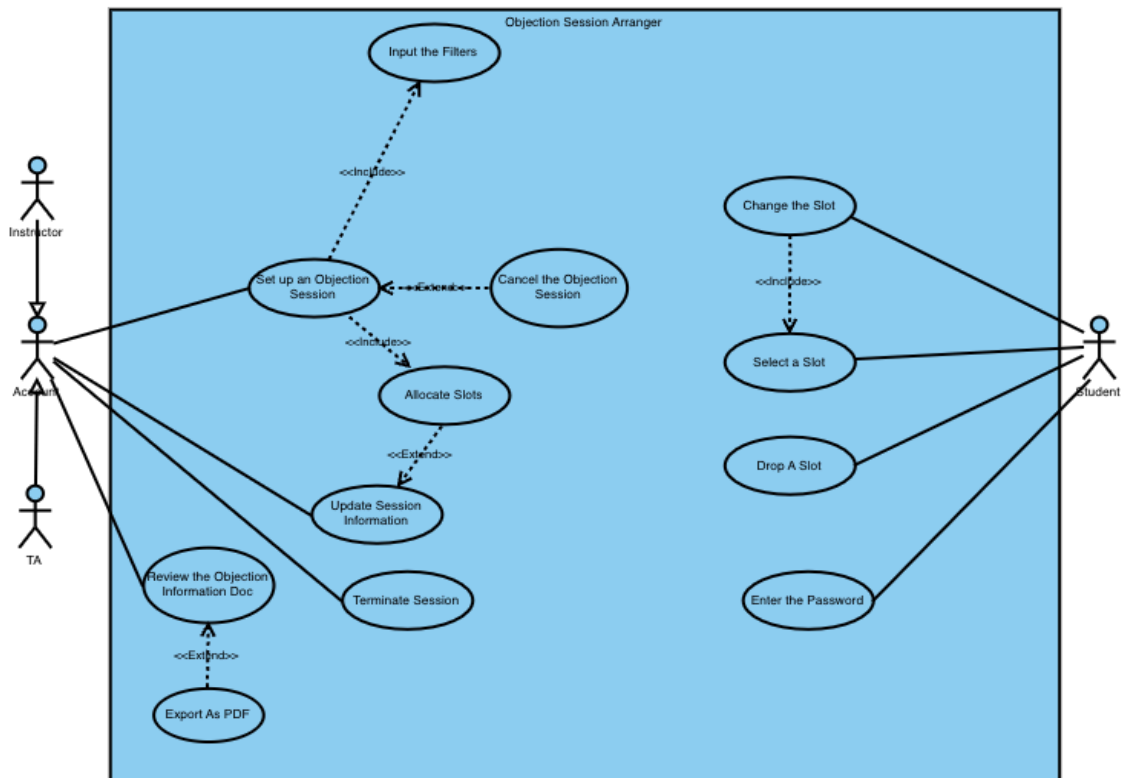 Objection Session Arranger
Input the Filters
<<Include>>
Instructor
Change the Slot
Set up an Objection
Session
<<Extend>>
Cancel the Objection
Session
<<Include>>
<<Include>>
Account
Allocate Slots
Select a Slot
Student
<<Extend>>
Drop A Slot
Update Session
Information
TA
Review the Objection
Information Doc
Terminate Session
Enter the Password
<<Extend>>
Export As PDF